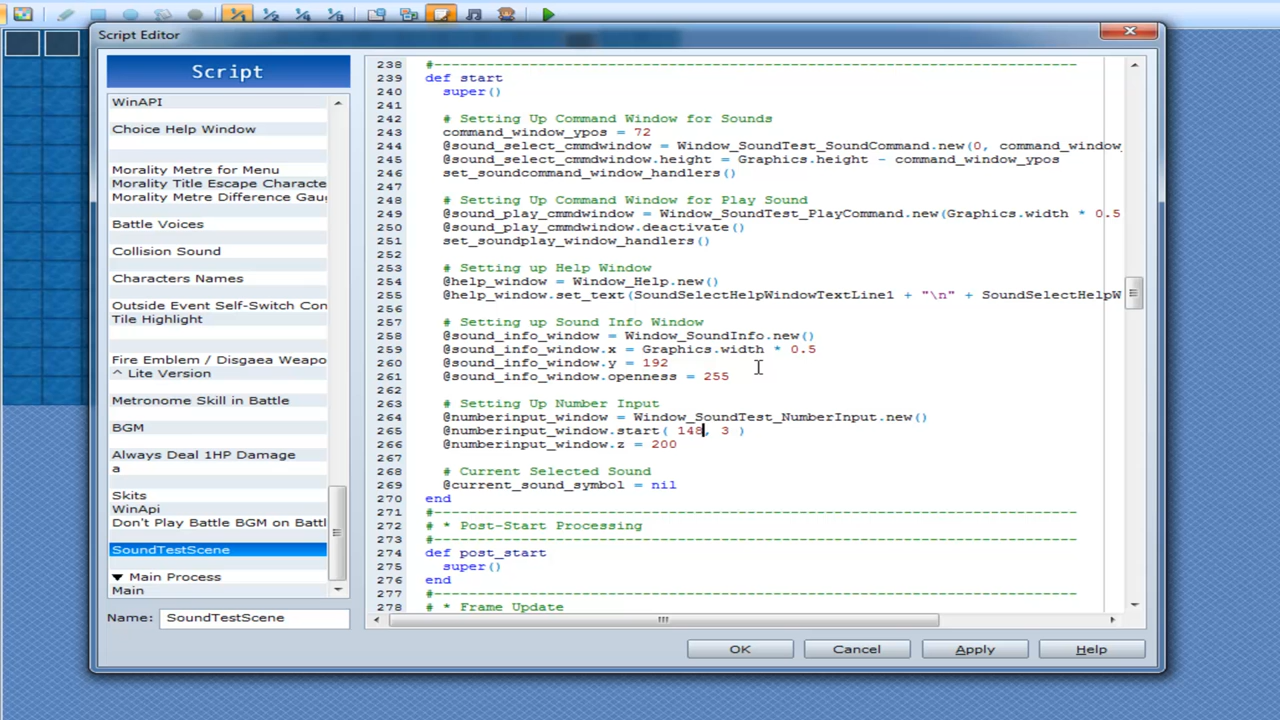 1/1 1/2 1/4 1/8
Script Editor
Script
WinAPI
Choice Help Window
Morality Metre for Menu
Morality Title Escape Characte
Morality Metre Difference Gau
Battle Voices
Collision Sound
Characters Names
Outside Event Self-Switch Con
Tile Highlight
Fire Emblem / Disgaea Weapo
^ Lite Version
Metronome Skill in Battle
BGM
Always Deal 1HP Damage
a
Skits
WinApi
Don't Play Battle BGM on Battl
SoundTestScene
▼ Main Process
Main
Name: SoundTestScene
238 #--------------------------------------------------------------------------
239 def start
240 super()
241
242 # Setting Up Command Window for Sounds
243 command_window_ypos = 72
244 @sound_select_cmmdwindow = Window_SoundTest_SoundCommand.new(0, command_window_
245 @sound_select_cmmdwindow.height = Graphics.height - command_window_ypos
246 set_soundcommand_window_handlers()
247
248 # Setting Up Command Window for Play Sound
249 @sound_play_cmmdwindow = Window_SoundTest_PlayCommand.new(Graphics.width * 0.5
250 @sound_play_cmmdwindow.deactivate()
251 set_soundplay_window_handlers()
252
253 # Setting up Help Window
254 @help_window = Window_Help.new()
255 @help_window.set_text(SoundSelectHelpWindowTextLine1 + "\n" + SoundSelectHelpW
256
257 # Setting up Sound Info Window
258 @sound_info_window = Window_SoundInfo.new()
259 @sound_info_window.x = Graphics.width * 0.5
260 @sound_info_window.y = 192
261 @sound_info_window.openness = 255
262
263 # Setting Up Number Input
264 @numberinput_window = Window_SoundTest_NumberInput.new()
265 @numberinput_window.start( 148, 3 )
266 @numberinput_window.z = 200
267
268 # Current Selected Sound
269 @current_sound_symbol = nil
270 end
271 #--------------------------------------------------------------------------
272 # * Post-Start Processing
273 #--------------------------------------------------------------------------
274 def post_start
275 super()
276 end
277 #--------------------------------------------------------------------------
278 # * Frame Update
OK Cancel Apply Help